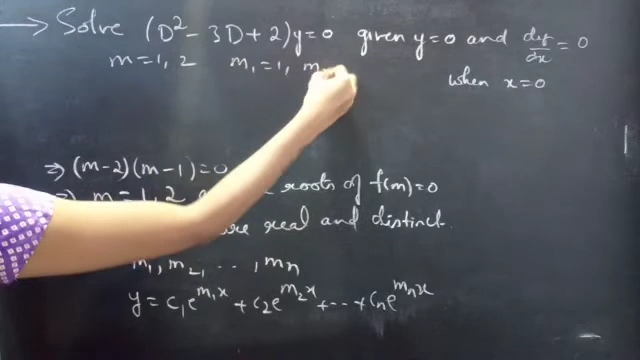 → Solve (D² - 3D + 2)y = 0 given y = 0 and dy/dx = 0
when x = 0
m = 1, 2 m₁ = 1, m
⇒ (m-2)(m-1) = 0
⇒ m = 1, 2 roots of f(m) = 0
are real and distinct.
m₁, m₂, ..., mₙ
y = c₁e^{m₁x} + c₂e^{m₂x} + ... + cₙe^{mₙx}